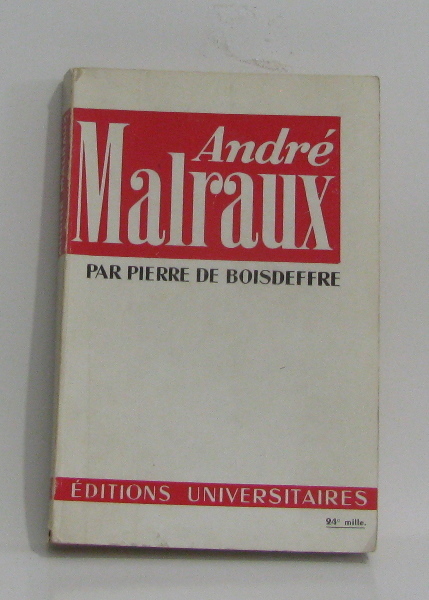 André
Malraux
PAR PIERRE DE BOISDEFFRE
ÉDITIONS UNIVERSITAIRES
24e mille.